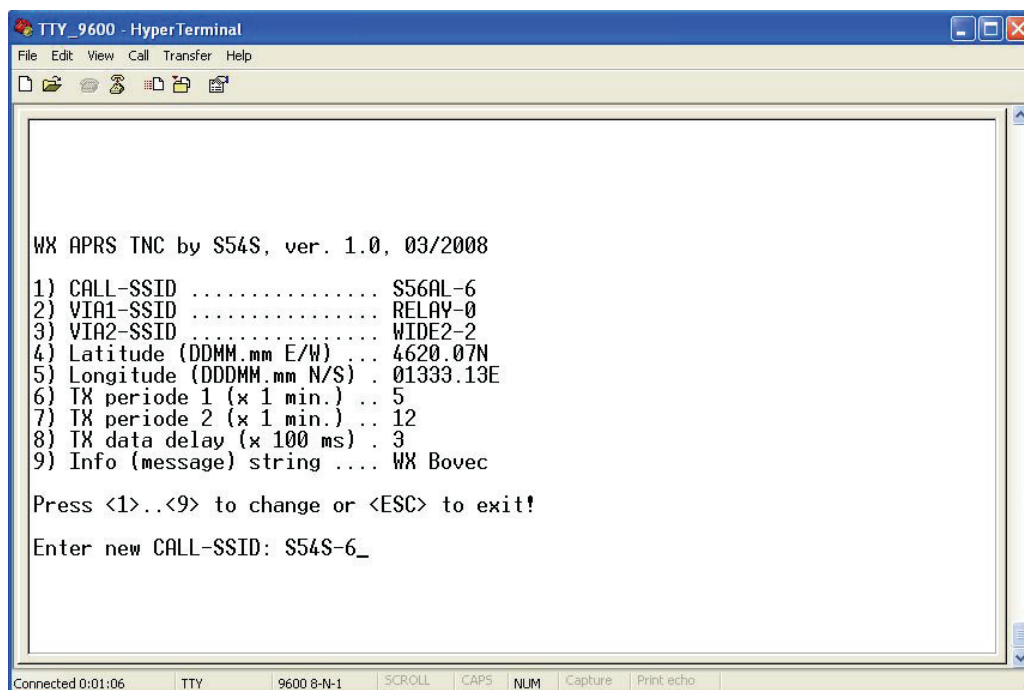 TTY_9600 - HyperTerminal
File Edit View Call Transfer Help
WX APRS TNC by S54S, ver. 1.0, 03/2008
1) CALL-SSID ................ S56AL-6
2) VIA1-SSID ................ RELAY-0
3) VIA2-SSID ................ WIDE2-2
4) Latitude (DDMM.mm E/W) ... 4620.07N
5) Longitude (DDDMM.mm N/S) . 01333.13E
6) TX periode 1 (x 1 min.) .. 5
7) TX periode 2 (x 1 min.) .. 12
8) TX data delay (x 100 ms) . 3
9) Info (message) string .... WX Bovec
Press <1>..<9> to change or <ESC> to exit!
Enter new CALL-SSID: S54S-6_
Connected 0:01:06 TTY 9600 8-N-1 SCROLL CAPS NUM Capture Print echo